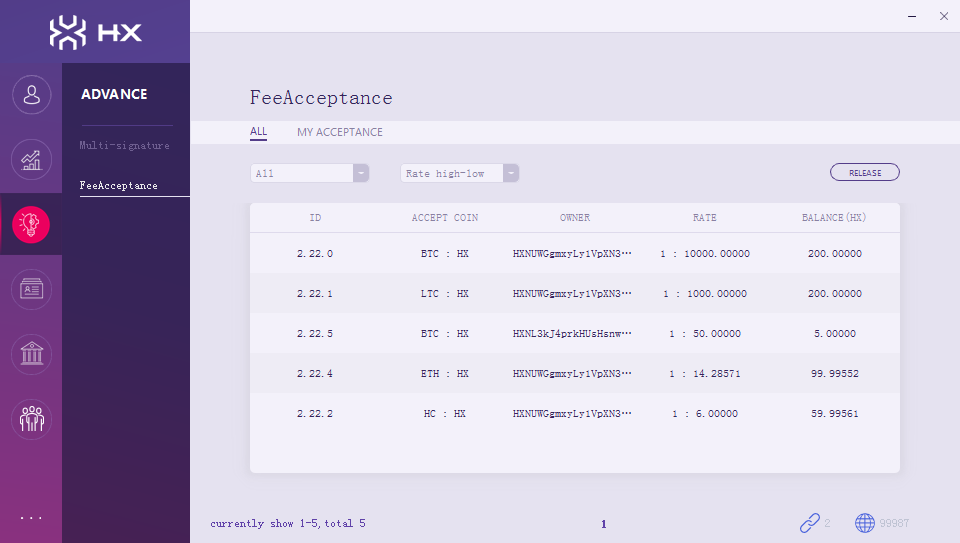 HX
ADVANCE
Multi-signature
FeeAcceptance
FeeAcceptance
ALL MY ACCEPTANCE
All Rate high-low RELEASE
ID ACCEPT COIN OWNER RATE BALANCE(HX)
2.22.0 BTC : HX HXNUWGgmxyLy1VpXN3··· 1 : 10000.00000 200.00000
2.22.1 LTC : HX HXNUWGgmxyLy1VpXN3··· 1 : 1000.00000 200.00000
2.22.5 BTC : HX HXNL3kJ4prkHUsHsnw··· 1 : 50.00000 5.00000
2.22.4 ETH : HX HXNUWGgmxyLy1VpXN3··· 1 : 14.28571 99.99552
2.22.2 HC : HX HXNUWGgmxyLy1VpXN3··· 1 : 6.00000 59.99561
...
currently show 1-5,total 5 1 2 99987